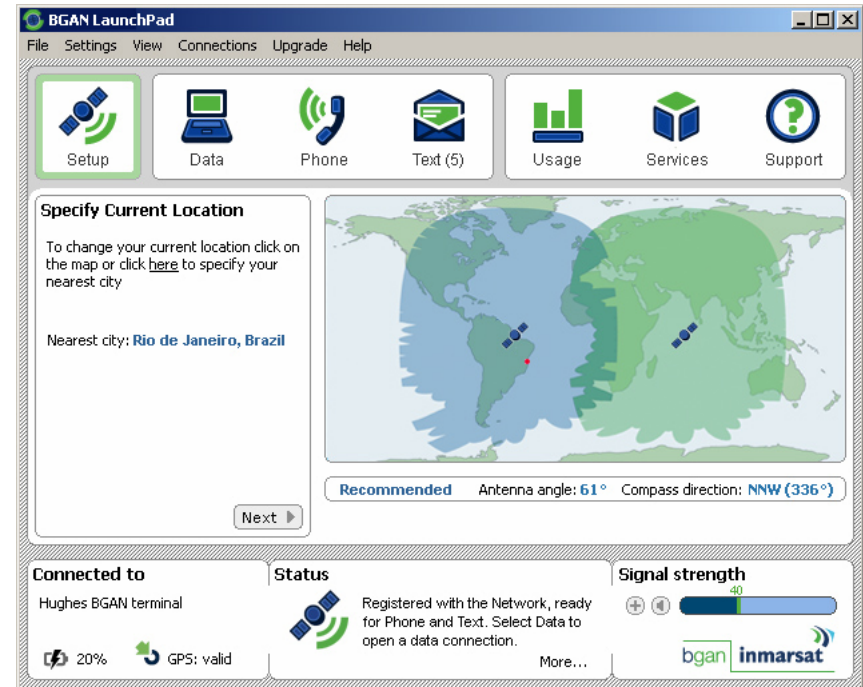 BGAN LaunchPad
File Settings View Connections Upgrade Help
Setup Data Phone Text (5) Usage Services Support
Specify Current Location
To change your current location click on
the map or click here to specify your
nearest city
Nearest city: Rio de Janeiro, Brazil
Next
Recommended Antenna angle: 61° Compass direction: NNW (336°)
Connected to
Hughes BGAN terminal
20% GPS: valid
Status
Registered with the Network, ready
for Phone and Text. Select Data to
open a data connection.
More...
Signal strength
40
bgan inmarsat